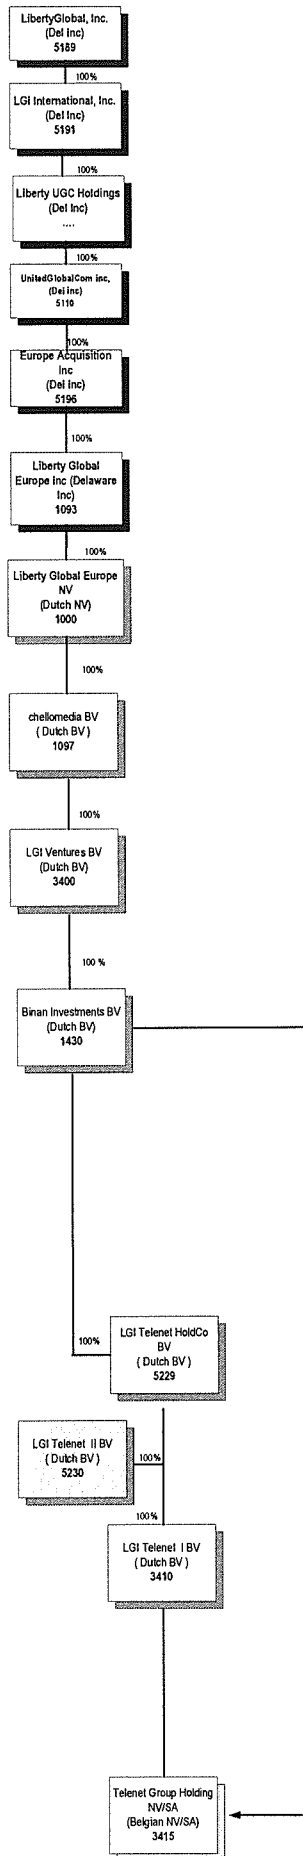 LibertyGlobal, Inc.
(Del Inc)
5189
100%
LGI International, Inc.
(Del Inc)
5191
100%
Liberty UGC Holdings
(Del Inc)
....
100%
UnitedGlobalCom inc,
(Del inc)
5110
100%
Europe Acquisition
Inc
(Del inc)
5196
100%
Liberty Global
Europe Inc (Delaware
Inc)
1093
100%
Liberty Global Europe
NV
(Dutch NV)
1000
100%
chellomedia BV
( Dutch BV )
1097
100%
LGI Ventures BV
(Dutch BV)
3400
100 %
Binan Investments BV
(Dutch BV)
1430
100%
LGI Telenet HoldCo
BV
( Dutch BV )
5229
LGI Telenet II BV
( Dutch BV )
5230
100%
100%
LGI Telenet I BV
( Dutch BV )
3410
Telenet Group Holding
NV/SA
(Belgian NV/SA)
3415